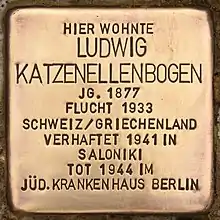 HIER WOHNTE
LUDWIG
KATZENELLENBOGEN
JG. 1877
FLUCHT 1933
SCHWEIZ/GRIECHENLAND
VERHAFTET 1941 IN
SALONIKI
TOT 1944 IM
JÜD. KRANKENHAUS BERLIN